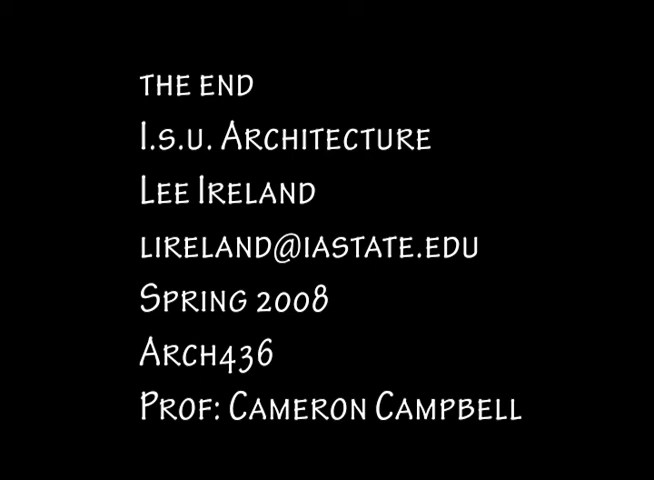 the end
I.s.u. Architecture
Lee Ireland
lireland@iastate.edu
Spring 2008
Arch436
Prof: Cameron Campbell